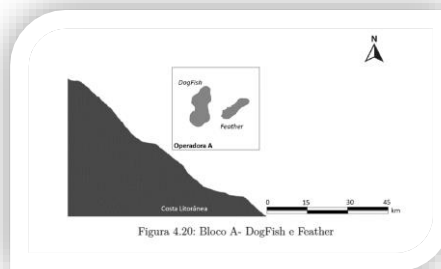 N
DogFish
Feather
Operadora A
Costa Litorânea
0 15 30 45
km
Figura 4.20: Bloco A- DogFish e Feather